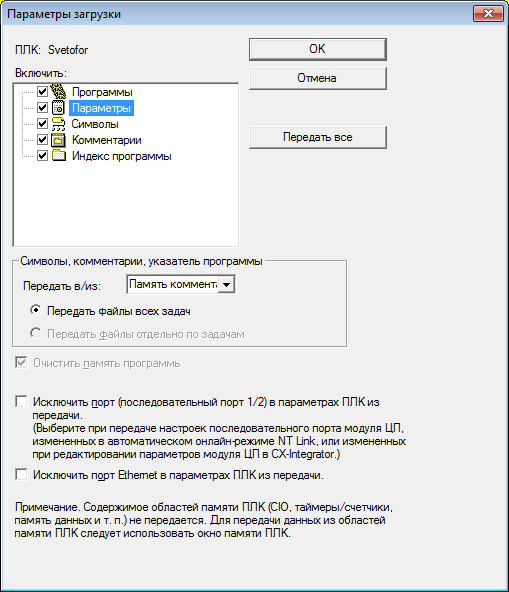 Параметры загрузки
ПЛК: Svetofor
OK
Включить:
Отмена
Программы
Параметры
Символы
Комментарии
Индекс программы
Передать все
Символы, комментарии, указатель программы
Передать в/из:
Память коммента
Передать файлы всех задач
Передать файлы отдельно по задачам
Очистить память программь
Исключить порт (последовательный порт 1/2) в параметрах ПЛК из
передачи.
(Выберите при передаче настроек последовательного порта модуля ЦП,
измененных в автоматическом онлайн-режиме NT Link, или измененных
при редактировании параметров модуля ЦП в CX-Integrator.)
Исключить порт Ethernet в параметрах ПЛК из передачи.
Примечание. Содержимое областей памяти ПЛК (CIO, таймеры/счетчики,
память данных и т. п.) не передается. Для передачи данных из областей
памяти ПЛК следует использовать окно памяти ПЛК.